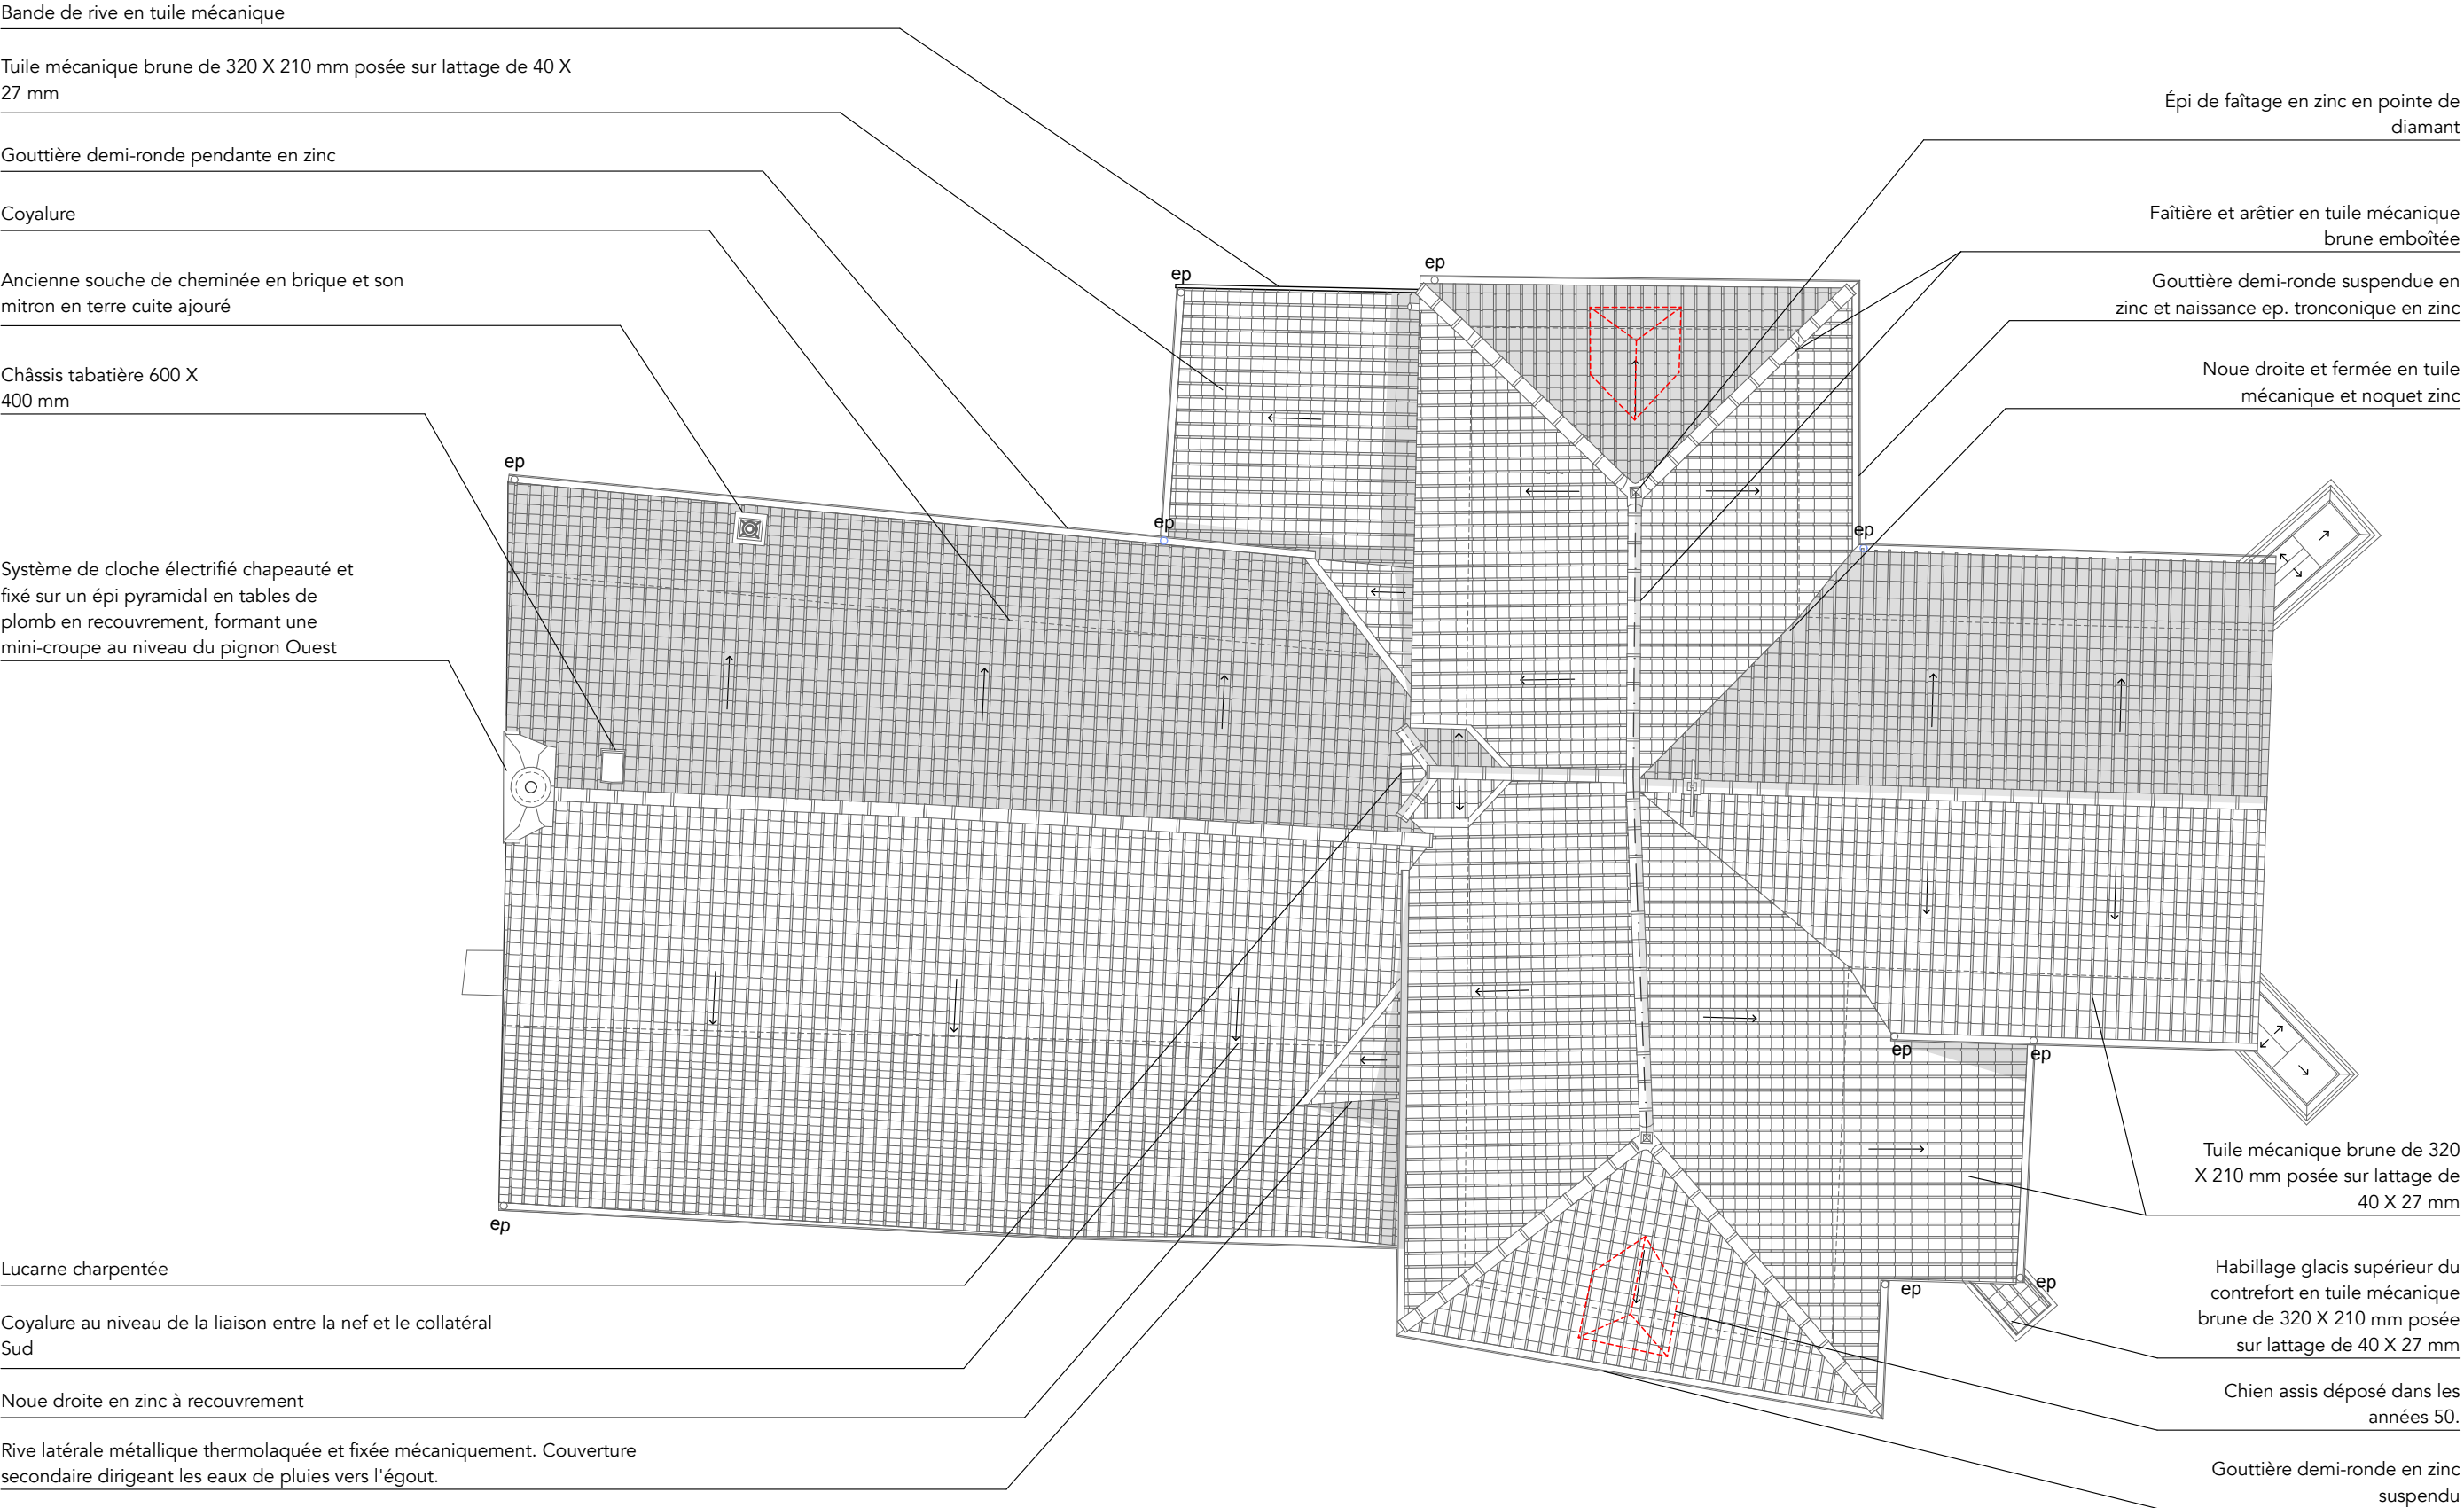 Bande de rive en tuile mécanique
Tuile mécanique brune de 320 X 210 mm posée sur lattage de 40 X
27 mm
Gouttière demi-ronde pendante en zinc
Coyalure
Ancienne souche de cheminée en brique et son
mitron en terre cuite ajouré
Châssis tabatière 600 X
400 mm
Système de cloche électrifié chapeauté et
fixé sur un épi pyramidal en tables de
plomb en recouvrement, formant une
mini-croupe au niveau du pignon Ouest
Lucarne charpentée
Coyalure au niveau de la liaison entre la nef et le collatéral
Sud
Noue droite en zinc à recouvrement
Rive latérale métallique thermolaquée et fixée mécaniquement. Couverture
secondaire dirigeant les eaux de pluies vers l'égout.
ep
ep
ep
ep
ep
ep
ep
ep
ep
ep
Épi de faîtage en zinc en pointe de
diamant
Faîtière et arêtier en tuile mécanique
brune emboîtée
Gouttière demi-ronde suspendue en
zinc et naissance ep. tronconique en zinc
Noue droite et fermée en tuile
mécanique et noquet zinc
Tuile mécanique brune de 320
X 210 mm posée sur lattage de
40 X 27 mm
Habillage glacis supérieur du
contrefort en tuile mécanique
brune de 320 X 210 mm posée
sur lattage de 40 X 27 mm
Chien assis déposé dans les
années 50.
Gouttière demi-ronde en zinc
suspendu